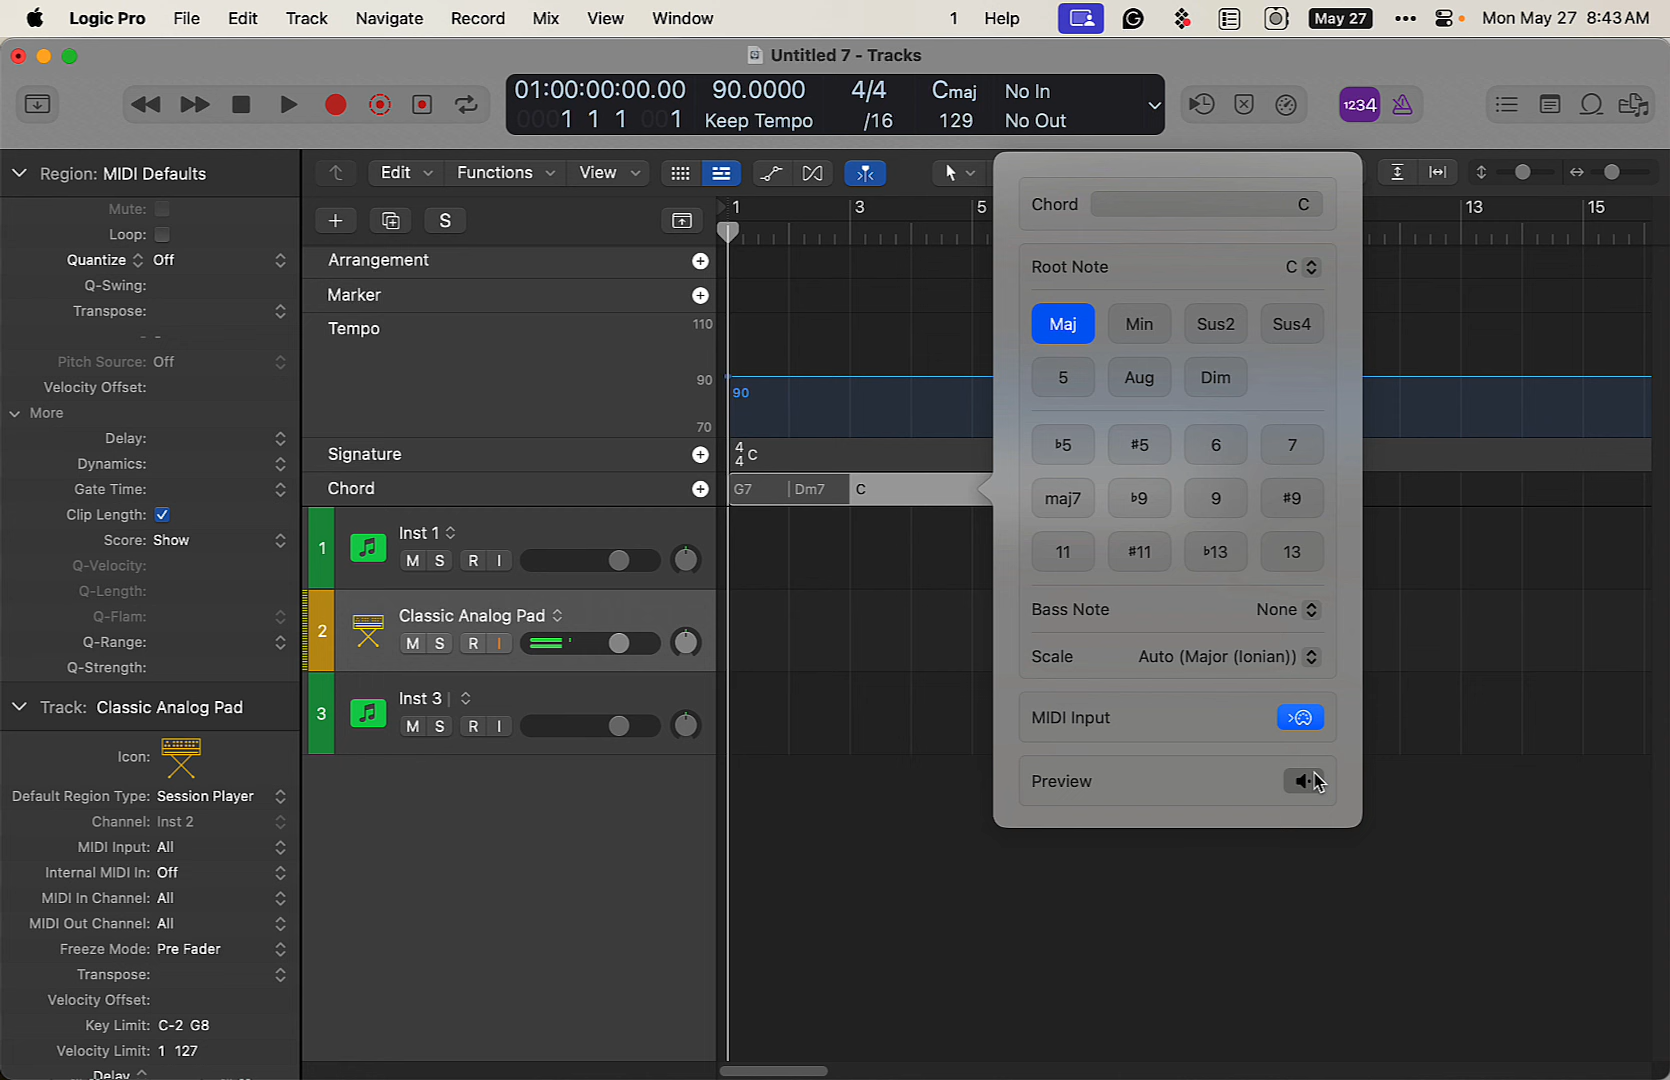 Logic Pro File Edit Track Navigate Record Mix View Window 1 Help May 27 Mon May 27 8:43 AM
Untitled 7 - Tracks
01:00:00:00.00 90.0000 4/4 Cmaj No In
0001 1 1 001 Keep Tempo /16 129 No Out
1234
Region: MIDI Defaults
Mute:
Loop:
Quantize Off
Q-Swing:
Transpose:
Pitch Source: Off
Velocity Offset:
More
Delay:
Dynamics:
Gate Time:
Clip Length:
Score: Show
Q-Velocity:
Q-Length:
Q-Flam:
Q-Range:
Q-Strength:
Track: Classic Analog Pad
Icon:
Default Region Type: Session Player
Channel: Inst 2
MIDI Input: All
Internal MIDI In: Off
MIDI In Channel: All
MIDI Out Channel: All
Freeze Mode: Pre Fader
Transpose:
Velocity Offset:
Key Limit: C-2 G8
Velocity Limit: 1 127
Delay
Edit Functions View
S
1 3 5 13 15
Arrangement
Marker
Tempo 110
90
70
90
Signature 4/4 C
Chord G7 Dm7 C
1 Inst 1
M S R I
2 Classic Analog Pad
M S R I
3 Inst 3
M S R I
Chord C
Root Note C
Maj Min Sus2 Sus4
5 Aug Dim
♭5 #5 6 7
maj7 ♭9 9 #9
11 #11 ♭13 13
Bass Note None
Scale Auto (Major (Ionian))
MIDI Input
Preview